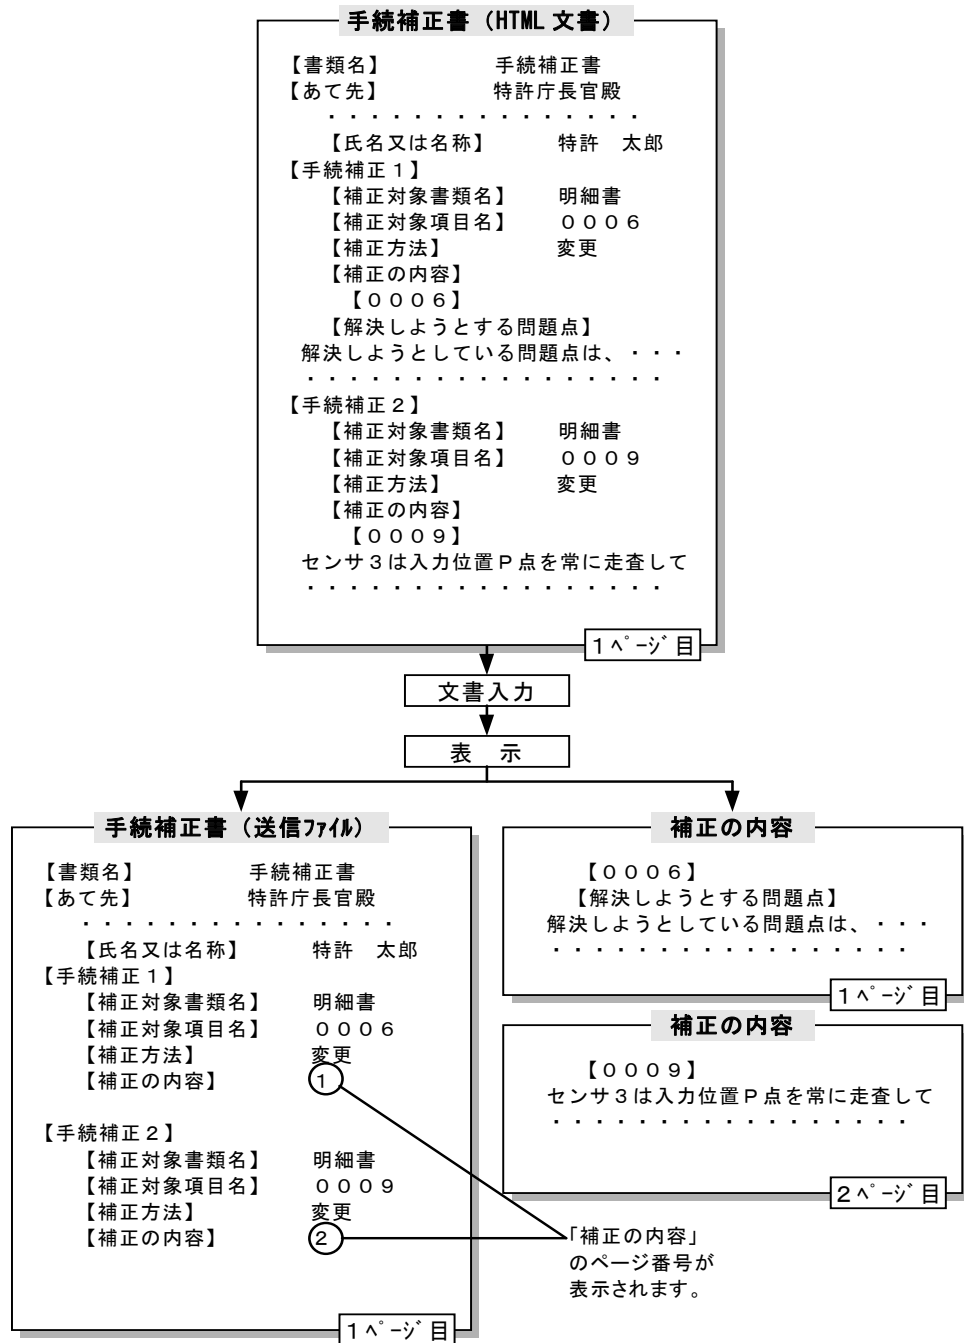 手続補正書（HTML 文書）
【書類名】　手続補正書
【あて先】　特許庁長官殿
・・・・・・・・・・・・・・・
【氏名又は名称】　特許　太郎
【手続補正１】
【補正対象書類名】　明細書
【補正対象項目名】　０００６
【補正方法】　変更
【補正の内容】
【０００６】
【解決しようとする問題点】
解決しようとしている問題点は、・・・
・・・・・・・・・・・・・・・・・
【手続補正２】
【補正対象書類名】　明細書
【補正対象項目名】　０００９
【補正方法】　変更
【補正の内容】
【０００９】
センサ３は入力位置Ｐ点を常に走査して
・・・・・・・・・・・・・・・・・
１ﾍﾟｰｼﾞ目
文書入力
表　示
手続補正書（送信ﾌｧｲﾙ）
【書類名】　手続補正書
【あて先】　特許庁長官殿
・・・・・・・・・・・・・・・
【氏名又は名称】　特許　太郎
【手続補正１】
【補正対象書類名】　明細書
【補正対象項目名】　０００６
【補正方法】　変更
【補正の内容】　1
【手続補正２】
【補正対象書類名】　明細書
【補正対象項目名】　０００９
【補正方法】　変更
【補正の内容】　2
１ﾍﾟｰｼﾞ目
補正の内容
【０００６】
【解決しようとする問題点】
解決しようとしている問題点は、・・・
・・・・・・・・・・・・・・・・・
１ﾍﾟｰｼﾞ目
補正の内容
【０００９】
センサ３は入力位置Ｐ点を常に走査して
・・・・・・・・・・・・・・・・・
２ﾍﾟｰｼﾞ目
「補正の内容」
のページ番号が
表示されます。